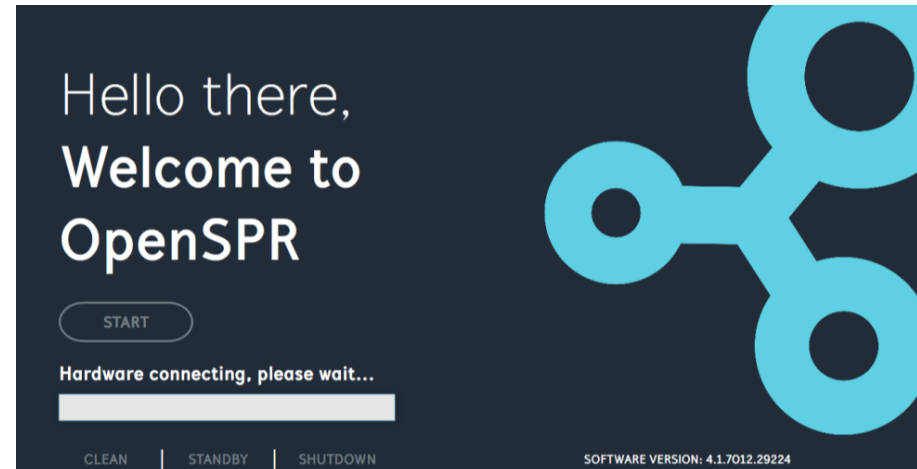 Hello there,
Welcome to
OpenSPR
START
Hardware connecting, please wait...
CLEAN | STANDBY | SHUTDOWN
SOFTWARE VERSION: 4.1.7012.29224